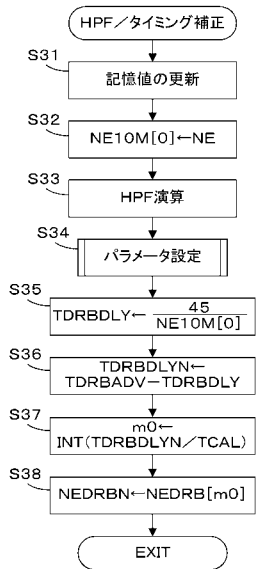 HPF／タイミング補正
S31
記憶値の更新
S32
NE10M[0]←NE
S33
HPF演算
S34
パラメータ設定
S35
TDRBDLY← 45
NE10M[0]
S36
TDRBDLYN←
TDRBADV−TDRBDLY
S37
m0←
INT(TDRBDLYN／TCAL)
S38
NEDRBN←NEDRB[m0]
EXIT